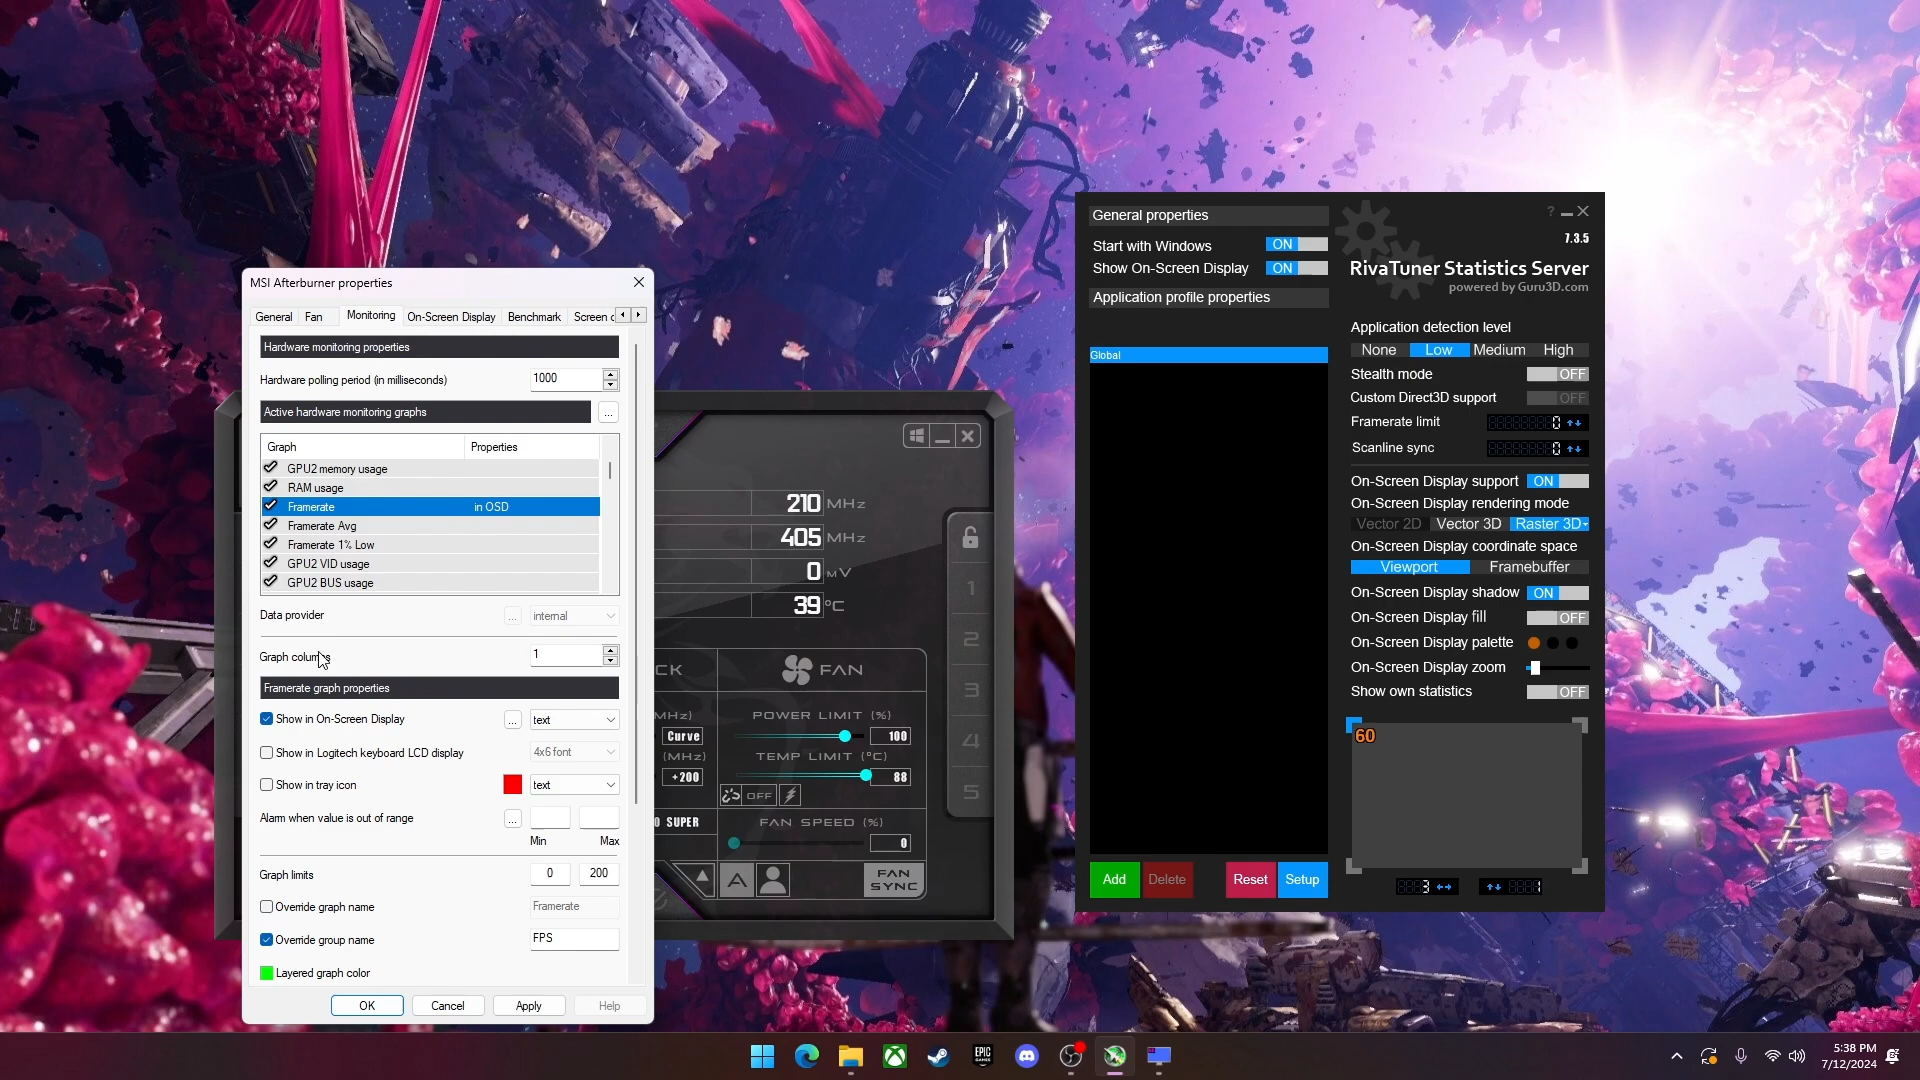 MSI Afterburner properties
General Fan Monitoring On-Screen Display Benchmark Screen c
Hardware monitoring properties
Hardware polling period (in milliseconds) 1000
Active hardware monitoring graphs ...
Graph Properties
GPU2 memory usage
RAM usage
Framerate in OSD
Framerate Avg
Framerate 1% Low
GPU2 VID usage
GPU2 BUS usage
Data provider ... internal
Graph columns 1
Framerate graph properties
Show in On-Screen Display ... text
Show in Logitech keyboard LCD display 4x6 font
Show in tray icon text
Alarm when value is out of range ...
Min Max
Graph limits 0 200
Override graph name Framerate
Override group name FPS
Layered graph color
OK Cancel Apply Help
210 MHz
405 MHz
0 mV
39 °C
1
2
3
4
5
CK
FAN
MHz) POWER LIMIT (%)
Curve 100
(MHz) TEMP LIMIT (°C)
+200 88
OFF
0 SUPER FAN SPEED (%)
0
A
FAN SYNC
General properties
Start with Windows ON
Show On-Screen Display ON
Application profile properties
Global
Add Delete Reset Setup
?
7.3.5
RivaTuner Statistics Server
powered by Guru3D.com
Application detection level
None Low Medium High
Stealth mode OFF
Custom Direct3D support OFF
Framerate limit 0
Scanline sync 0
On-Screen Display support ON
On-Screen Display rendering mode
Vector 2D Vector 3D Raster 3D
On-Screen Display coordinate space
Viewport Framebuffer
On-Screen Display shadow ON
On-Screen Display fill OFF
On-Screen Display palette
On-Screen Display zoom
Show own statistics OFF
60
3 1
EPIC GAMES
5:38 PM
7/12/2024